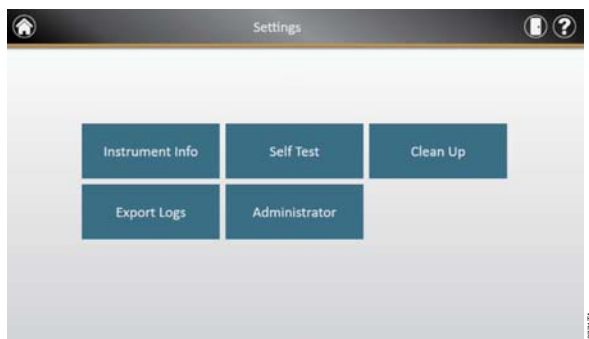 Settings
?
Instrument Info
Self Test
Clean Up
Export Logs
Administrator